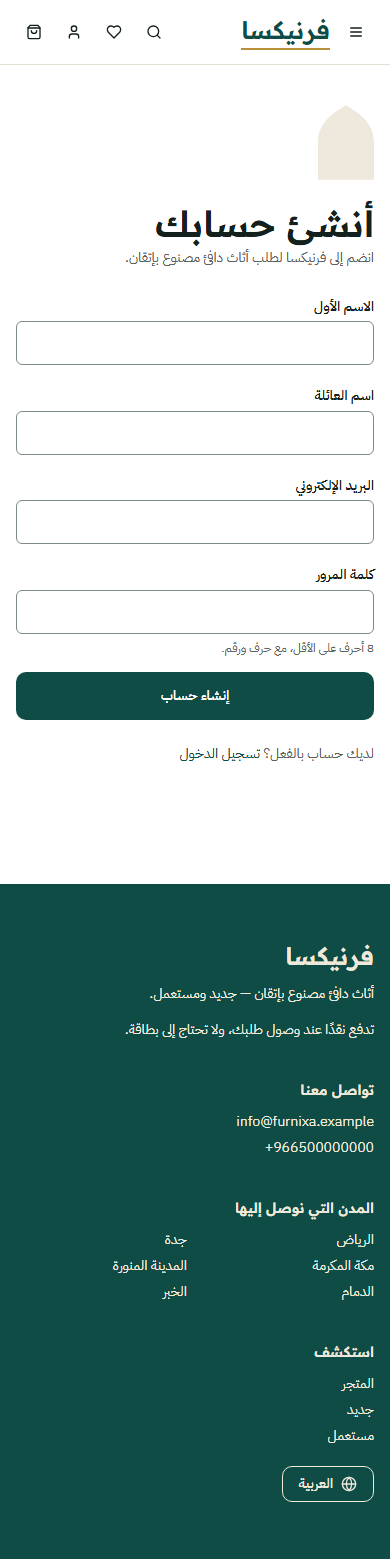 فرنيكسا
أنشئ حسابك
انضم إلى فرنيكسا لطلب أثاث دافئ مصنوع بإتقان.
الاسم الأول
اسم العائلة
البريد الإلكتروني
كلمة المرور
8 أحرف على الأقل، مع حرف ورقم.
إنشاء حساب
لديك حساب بالفعل؟ تسجيل الدخول
فرنيكسا
أثاث دافئ مصنوع بإتقان — جديد ومستعمل.
تدفع نقدًا عند وصول طلبك، ولا تحتاج إلى بطاقة.
تواصل معنا
info@furnixa.example
+966500000000
المدن التي نوصل إليها
الرياض جدة
مكة المكرمة المدينة المنورة
الدمام الخبر
استكشف
المتجر
جديد
مستعمل
العربية